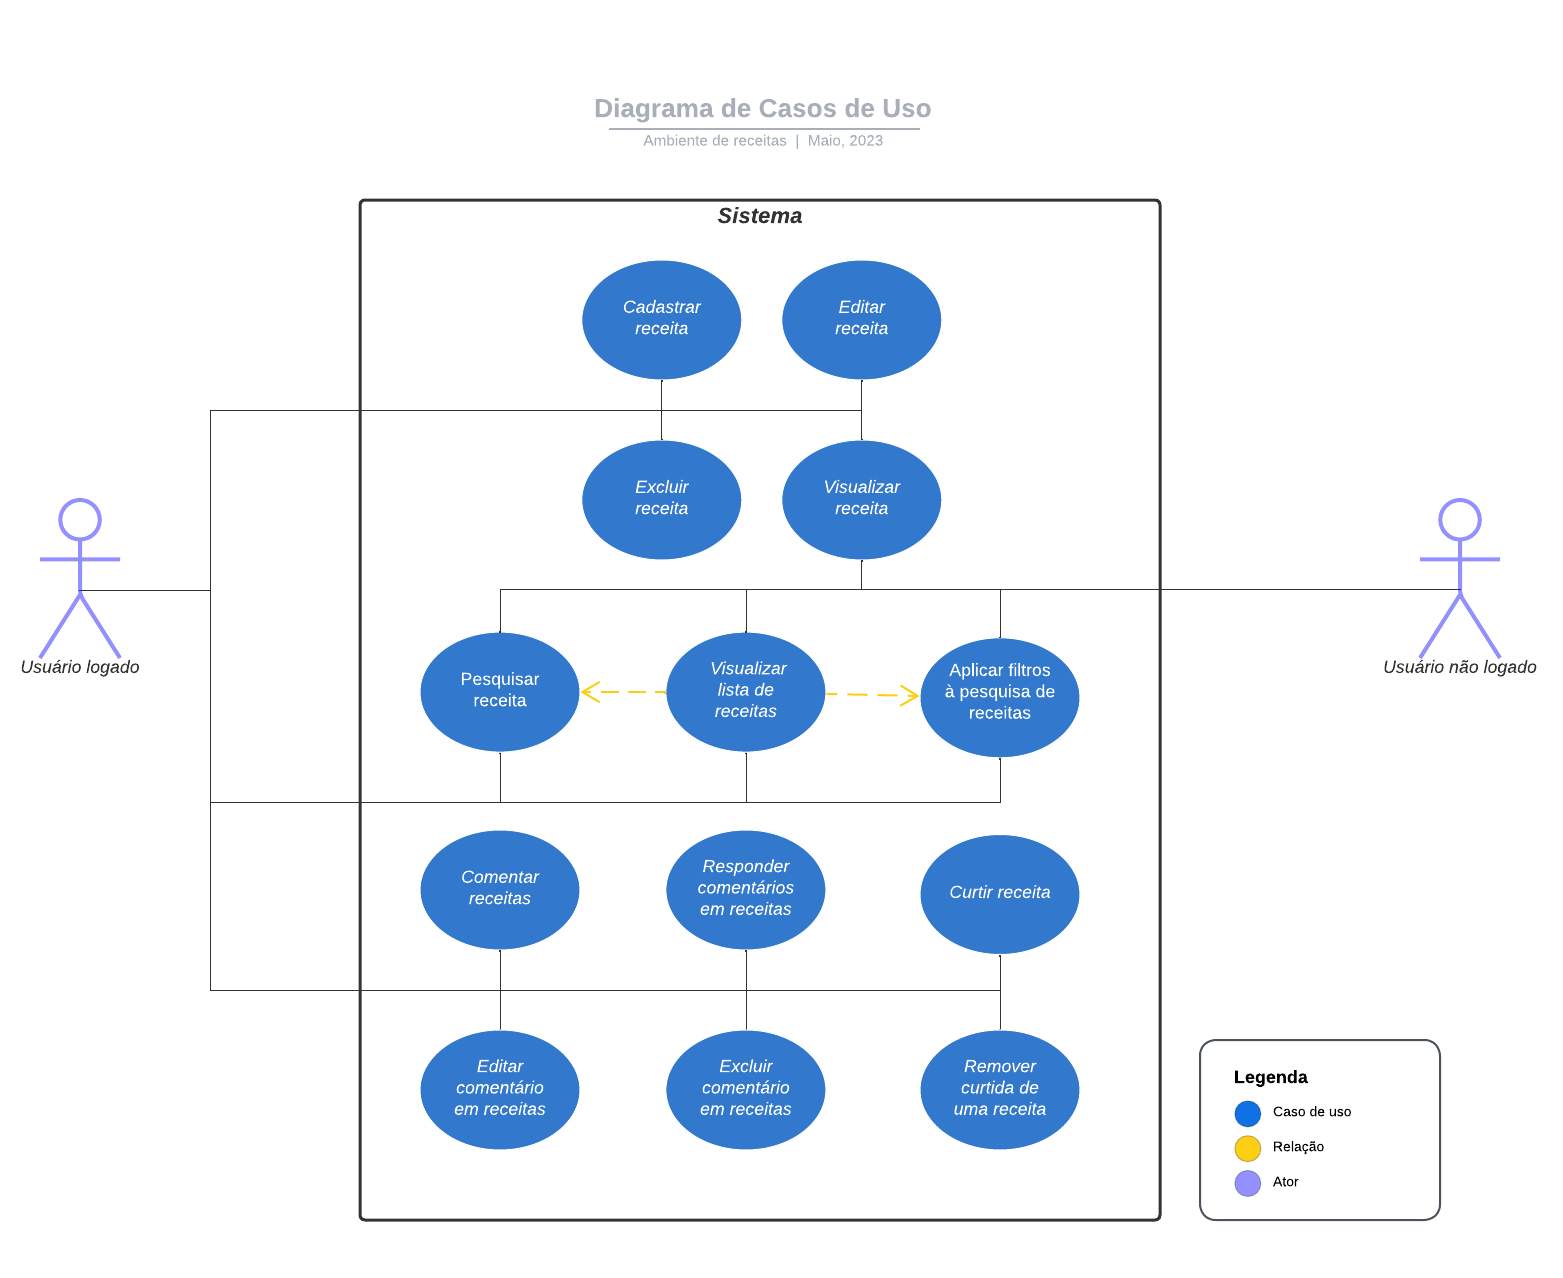 Diagrama de Casos de Uso
Ambiente de receitas | Maio, 2023
Sistema
Cadastrar
receita
Editar
receita
Excluir
receita
Visualizar
receita
Usuário logado
Usuário não logado
Pesquisar
receita
Visualizar
lista de
receitas
Aplicar filtros
à pesquisa de
receitas
Comentar
receitas
Responder
comentários
em receitas
Curtir receita
Editar
comentário
em receitas
Excluir
comentário
em receitas
Remover
curtida de
uma receita
Legenda
Caso de uso
Relação
Ator